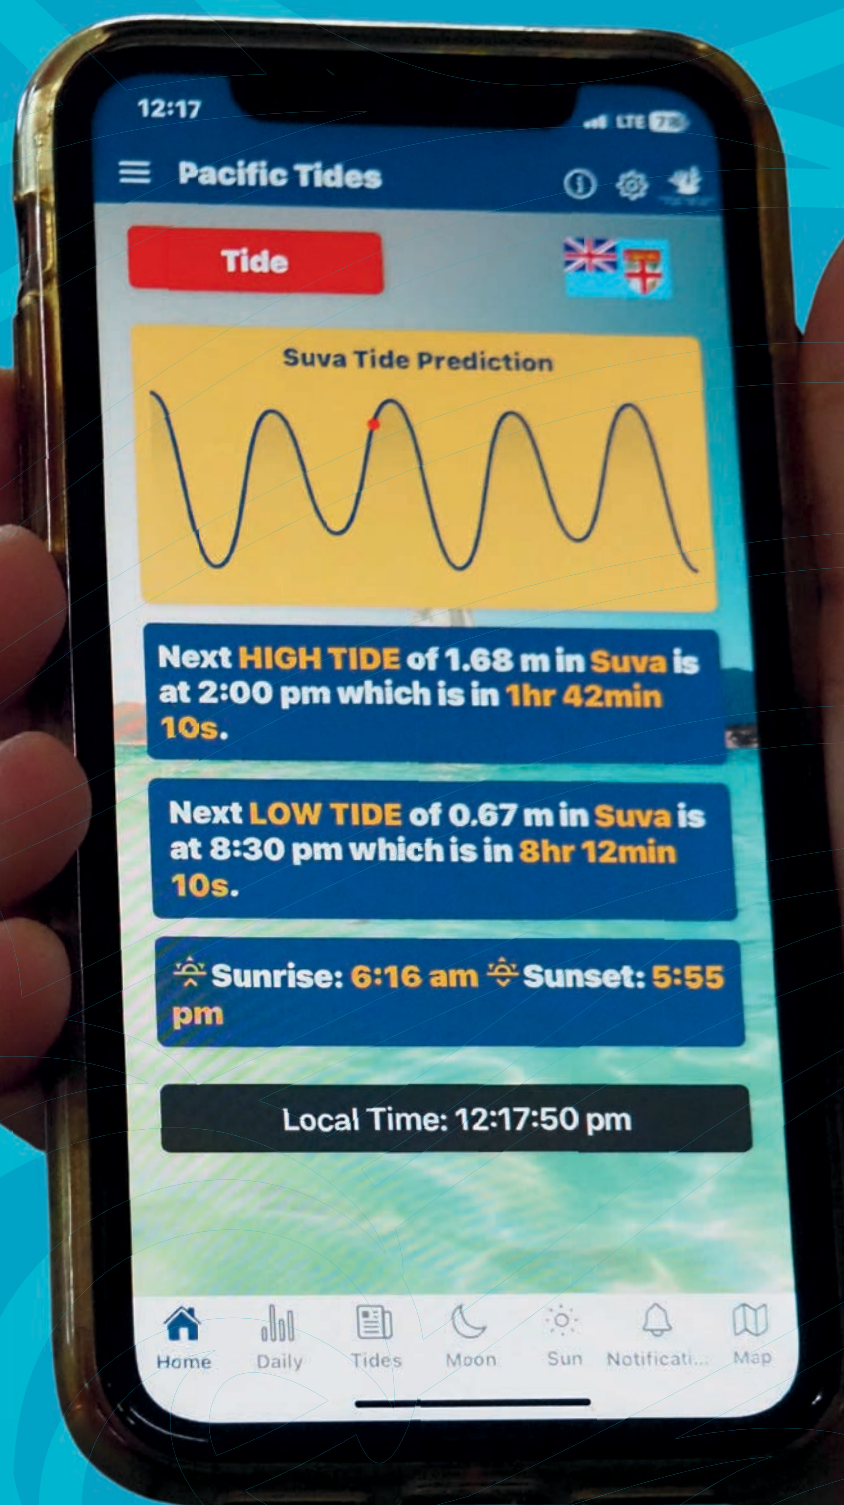 12:17
LTE
Pacific Tides
Tide
Suva Tide Prediction
Next HIGH TIDE of 1.68 m in Suva is
at 2:00 pm which is in 1hr 42min
10s.
Next LOW TIDE of 0.67 m in Suva is
at 8:30 pm which is in 8hr 12min
10s.
Sunrise: 6:16 am Sunset: 5:55
pm
Local Time: 12:17:50 pm
Home Daily Tides Moon Sun Notificati... Map